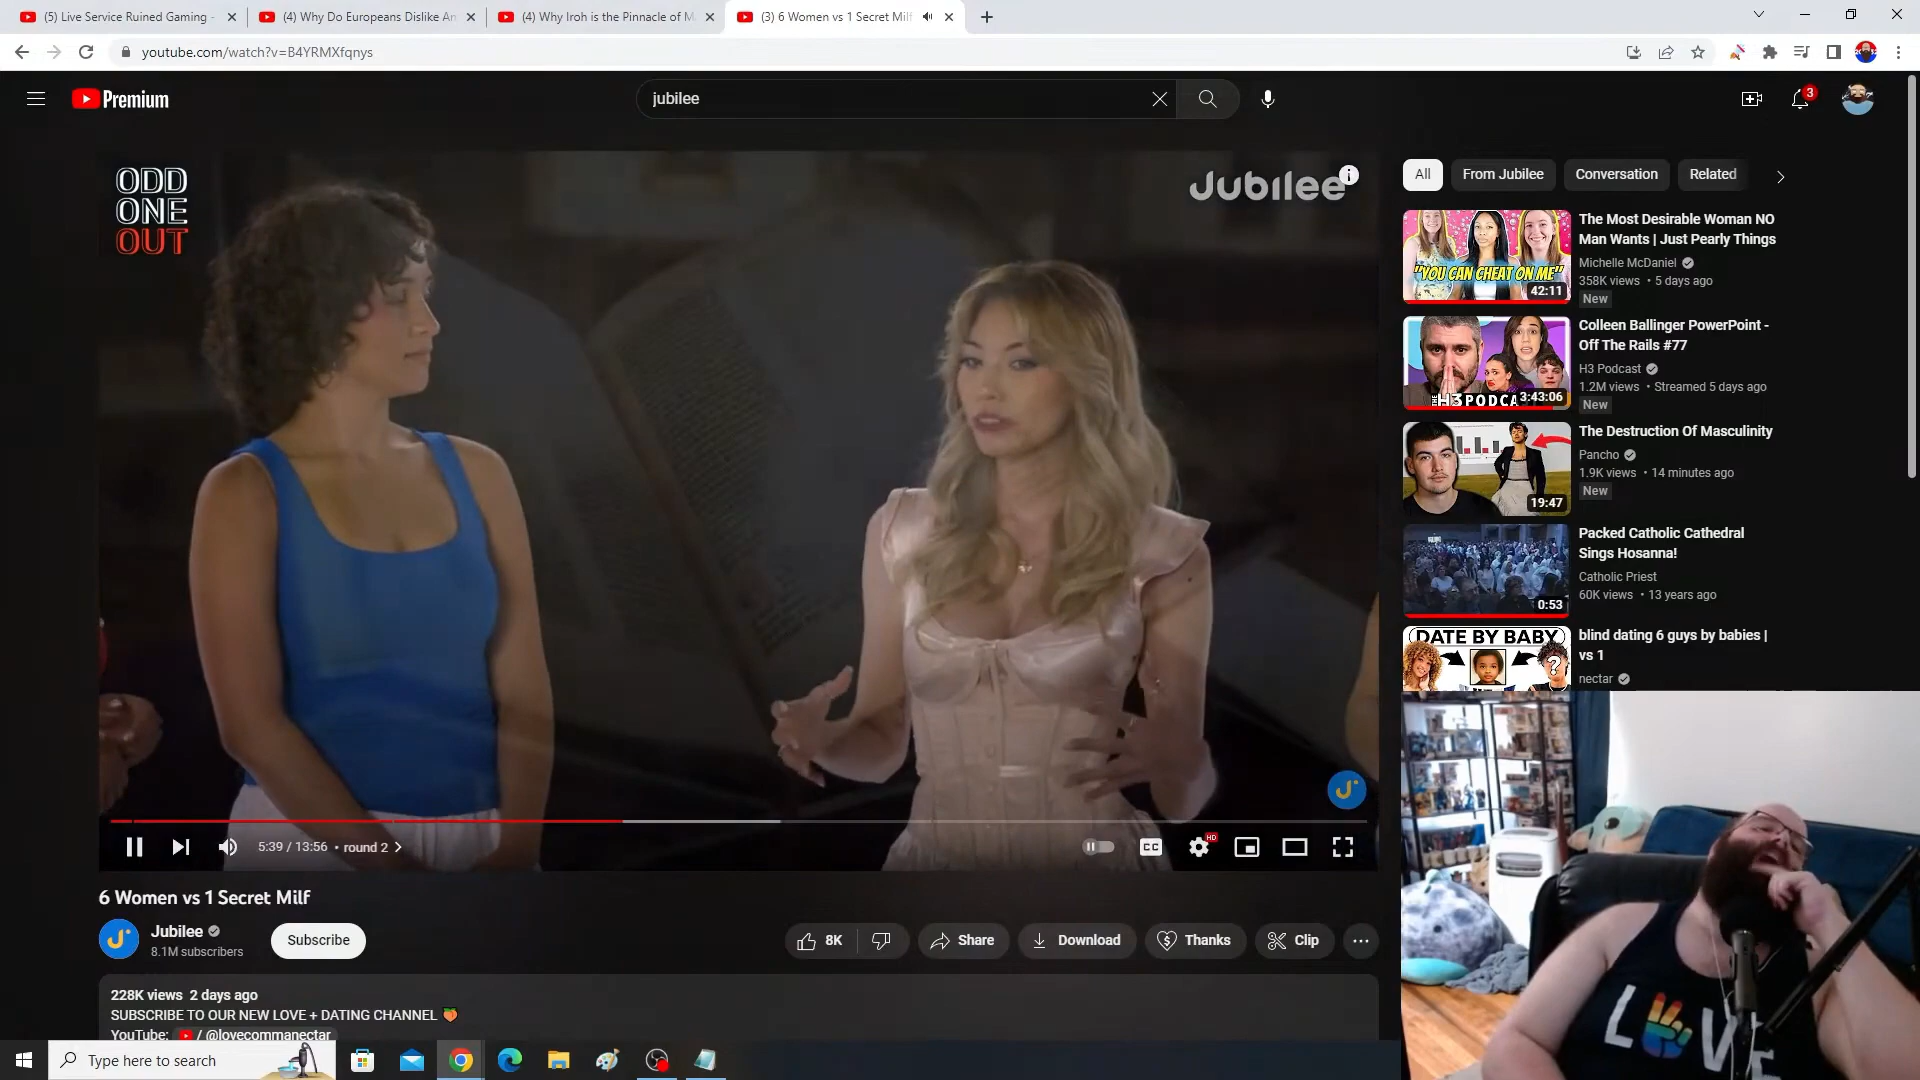 (5) Live Service Ruined Gaming -
(4) Why Do Europeans Dislike An
(4) Why Iroh is the Pinnacle of M
(3) 6 Women vs 1 Secret Milf
youtube.com/watch?v=B4YRMXfqnys
Premium
jubilee
3
ODD
ONE
OUT
Jubilee
All
From Jubilee
Conversation
Related
"YOU CAN CHEAT ON ME"
42:11
The Most Desirable Woman NO
Man Wants | Just Pearly Things
Michelle McDaniel
358K views • 5 days ago
New
THE H3 PODCA
3:43:06
Colleen Ballinger PowerPoint -
Off The Rails #77
H3 Podcast
1.2M views • Streamed 5 days ago
New
19:47
The Destruction Of Masculinity
Pancho
1.9K views • 14 minutes ago
New
0:53
Packed Catholic Cathedral
Sings Hosanna!
Catholic Priest
60K views • 13 years ago
DATE BY BABY
?
blind dating 6 guys by babies |
vs 1
nectar
5:39 / 13:56 • round 2
CC
HD
6 Women vs 1 Secret Milf
Jubilee
8.1M subscribers
Subscribe
8K
Share
Download
Thanks
Clip
228K views 2 days ago
SUBSCRIBE TO OUR NEW LOVE + DATING CHANNEL
YouTube: / @lovecommanectar
Type here to search
LOVE